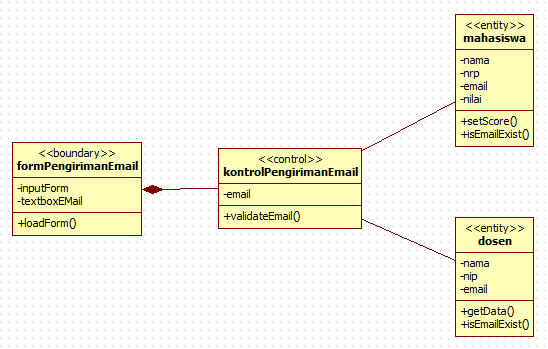 <<boundary>>
formPengirimanEmail
-inputForm
-textboxEMail
+loadForm()
<<control>>
kontrolPengirimanEmail
-email
+validateEmail()
<<entity>>
mahasiswa
-nama
-nrp
-email
-nilai
+setScore()
+isEmailExist()
<<entity>>
dosen
-nama
-nip
-email
+getData()
+isEmailExist()